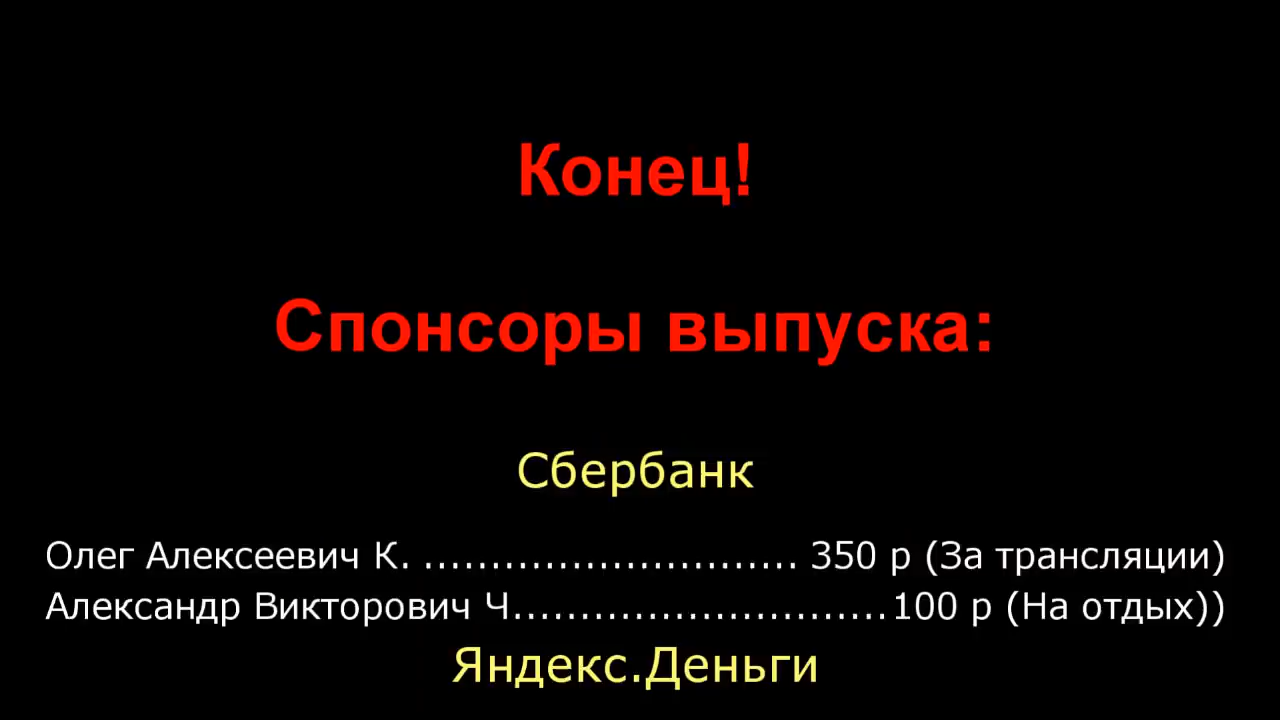 Конец!
Спонсоры выпуска:
Сбербанк
Олег Алексеевич К. ............................ 350 р (За трансляции)
Александр Викторович Ч............................100 р (На отдых))
Яндекс.Деньги